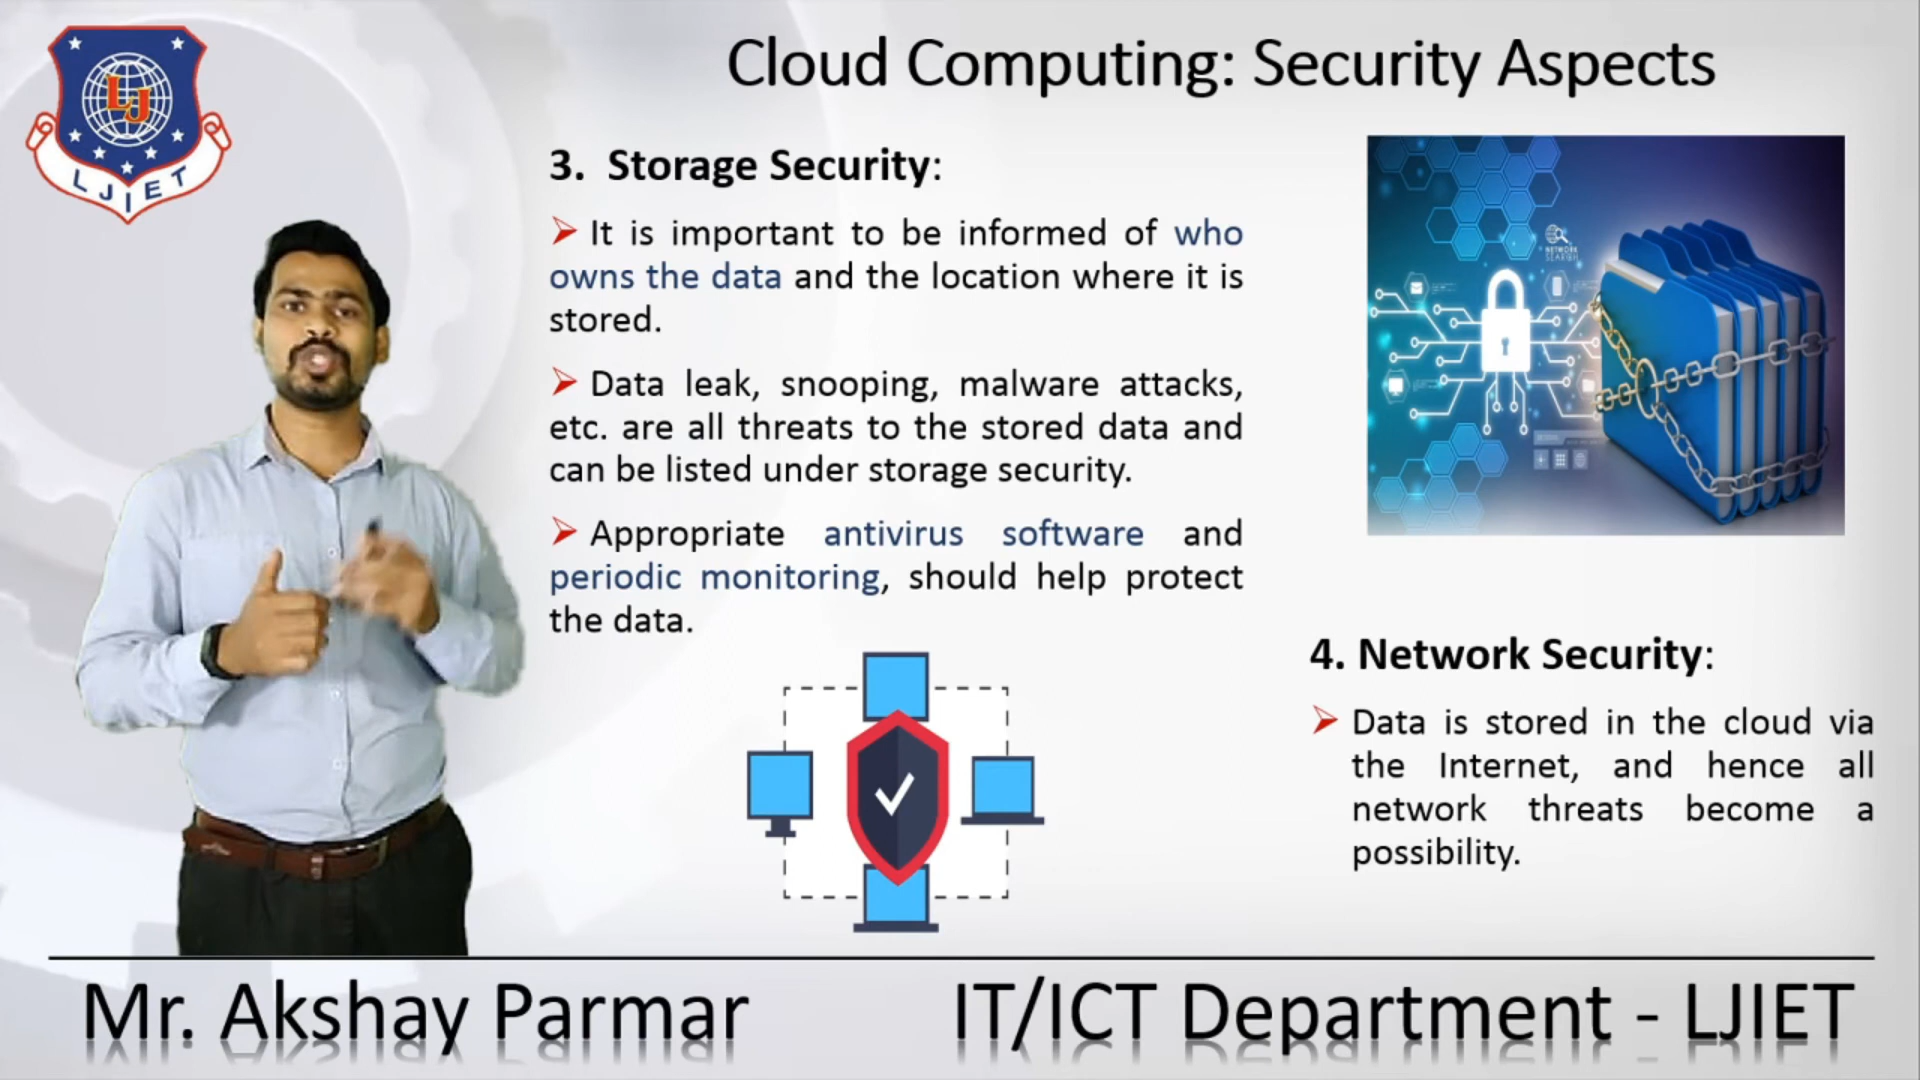 LJ
LJIET
Cloud Computing: Security Aspects
3. Storage Security:
➢ It is important to be informed of who
owns the data and the location where it is
stored.
➢ Data leak, snooping, malware attacks,
etc. are all threats to the stored data and
can be listed under storage security.
➢ Appropriate antivirus software and
periodic monitoring, should help protect
the data.
NETWORK
SEARCH
4. Network Security:
➢ Data is stored in the cloud via
the Internet, and hence all
network threats become a
possibility.
Mr. Akshay Parmar
IT/ICT Department - LJIET